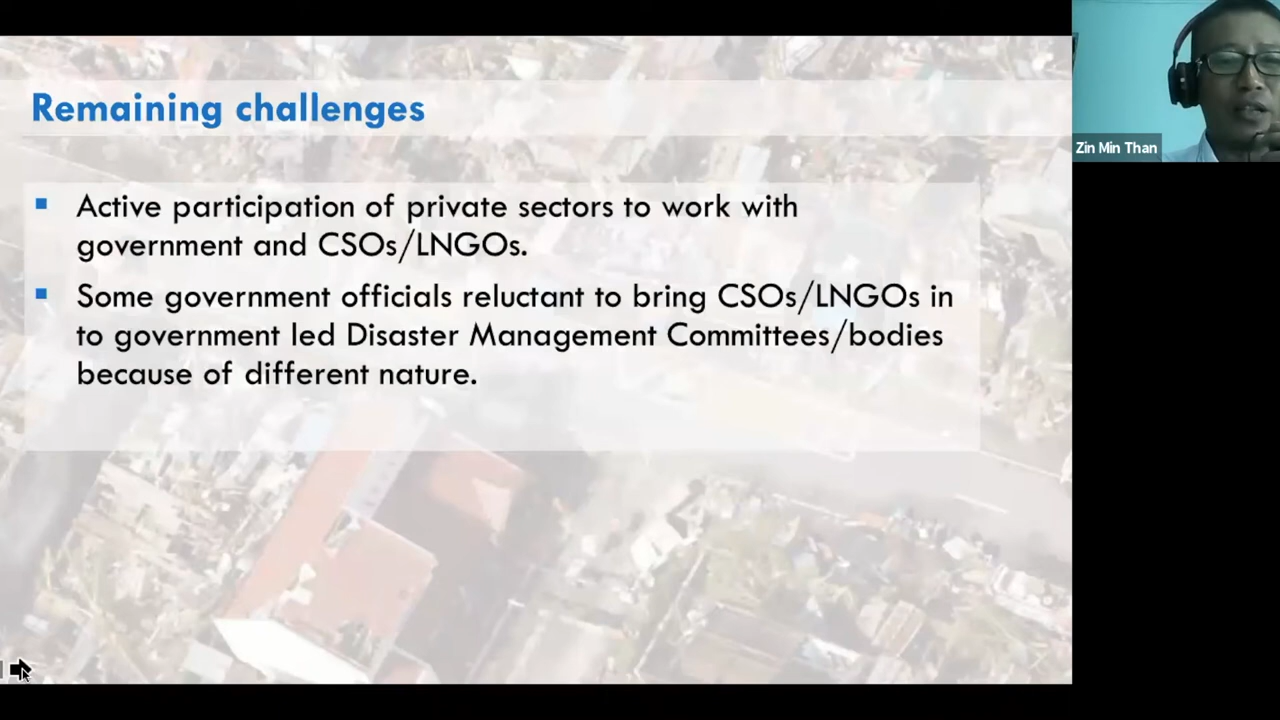 Remaining challenges
Active participation of private sectors to work with
government and CSOs/LNGOs.
Some government officials reluctant to bring CSOs/LNGOs in
to government led Disaster Management Committees/bodies
because of different nature.
Zin Min Than